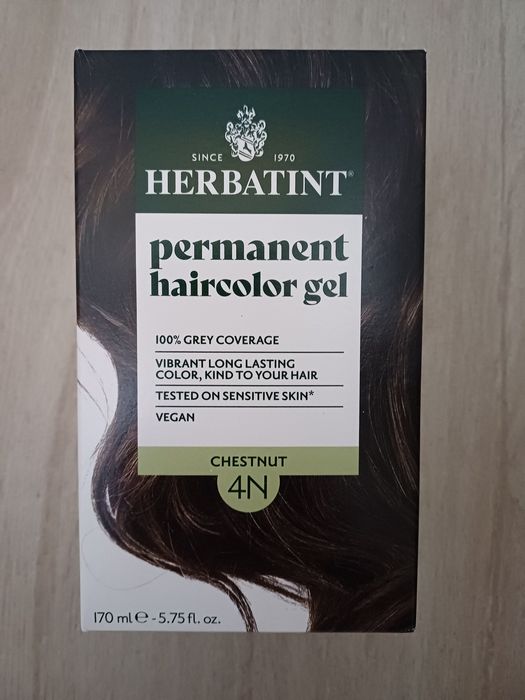 SINCE 1970
HERBATINT®
permanent
haircolor gel
100% GREY COVERAGE
VIBRANT LONG LASTING
COLOR, KIND TO YOUR HAIR
TESTED ON SENSITIVE SKIN*
VEGAN
CHESTNUT
4N
170 ml ℮ - 5.75 fl. oz.